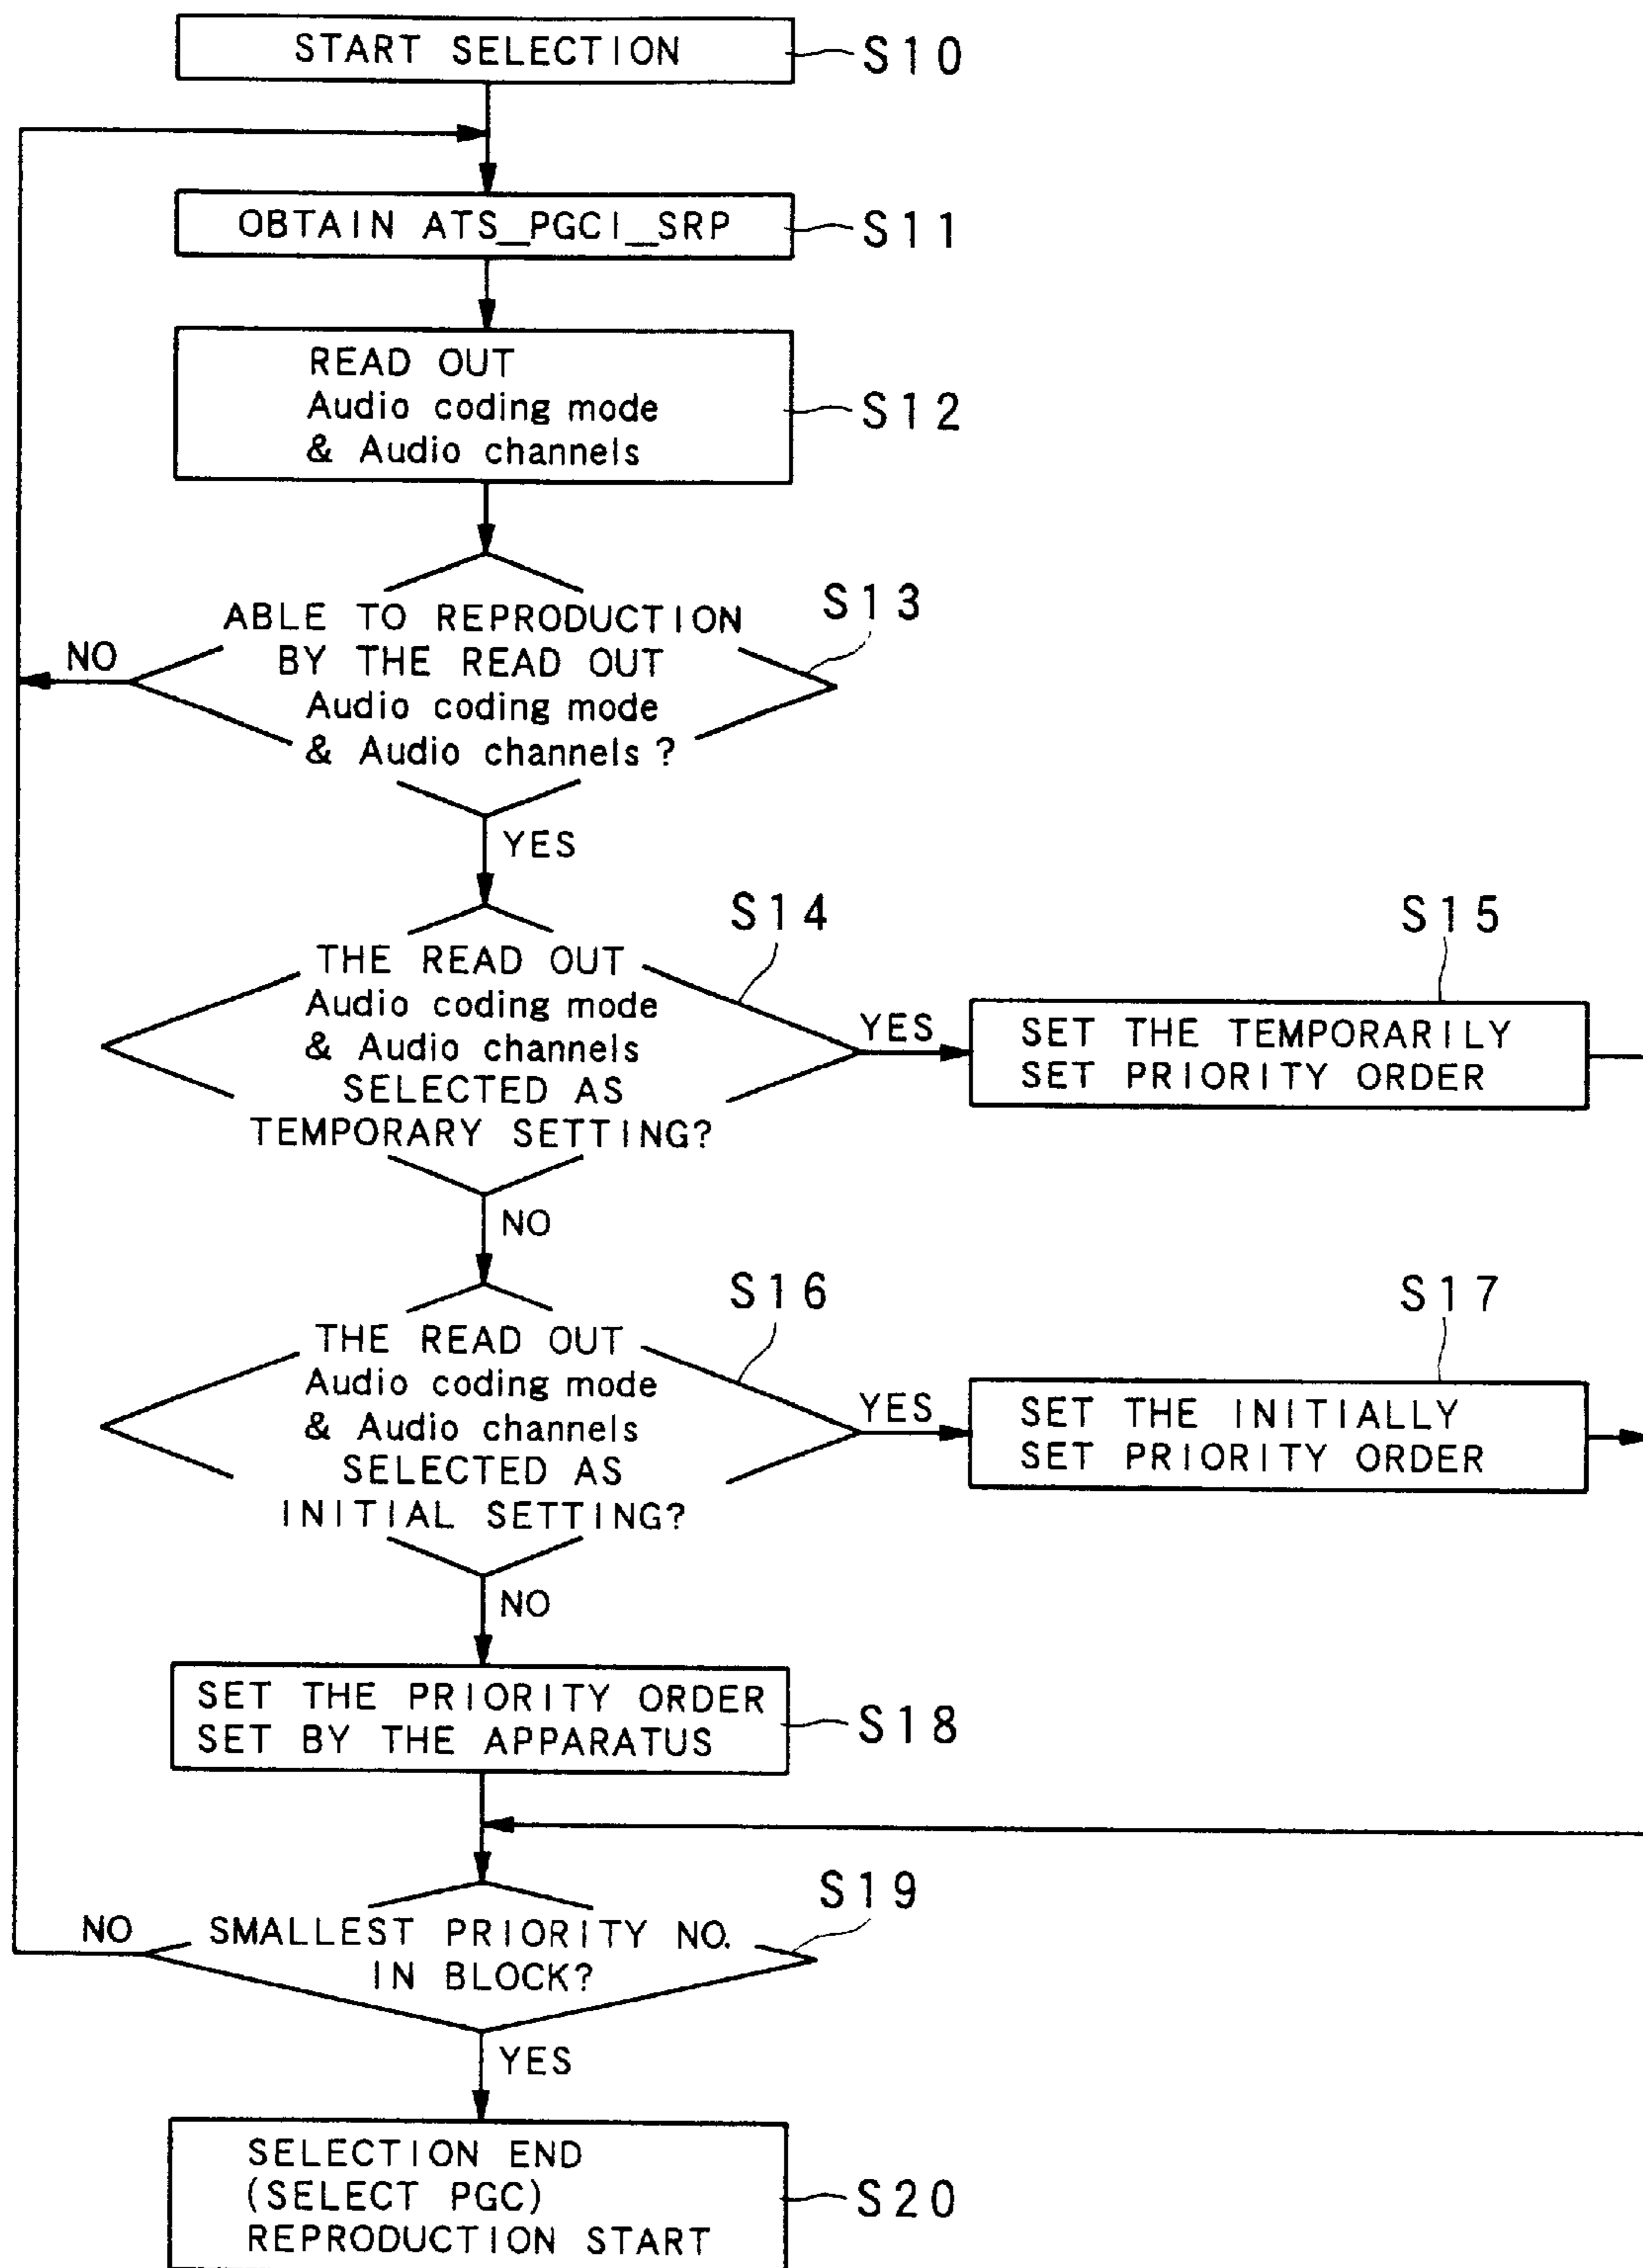 START SELECTION
S10
OBTAIN ATS_PGCI_SRP
S11
READ OUT
Audio coding mode
& Audio channels
S12
ABLE TO REPRODUCTION
BY THE READ OUT
Audio coding mode
& Audio channels?
S13
NO
YES
THE READ OUT
Audio coding mode
& Audio channels
SELECTED AS
TEMPORARY SETTING?
S14
YES
SET THE TEMPORARILY
SET PRIORITY ORDER
S15
NO
THE READ OUT
Audio coding mode
& Audio channels
SELECTED AS
INITIAL SETTING?
S16
YES
SET THE INITIALLY
SET PRIORITY ORDER
S17
NO
SET THE PRIORITY ORDER
SET BY THE APPARATUS
S18
SMALLEST PRIORITY NO.
IN BLOCK?
S19
NO
YES
SELECTION END
(SELECT PGC)
REPRODUCTION START
S20